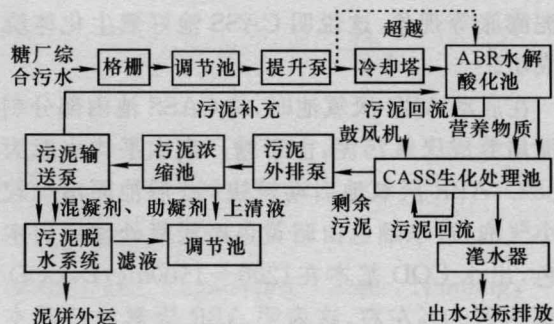 超越
糖厂综
合污水
格栅
调节池
提升泵
冷却塔
ABR水解
酸化池
污泥补充
污泥回流
营养物质
鼓风机
污泥输
送泵
污泥浓
缩池
污泥
外排泵
CASS生化处理池
混凝剂、助凝剂
上清液
剩余
污泥
污泥回流
污泥脱
水系统
滤液
调节池
滗水器
泥饼外运
出水达标排放